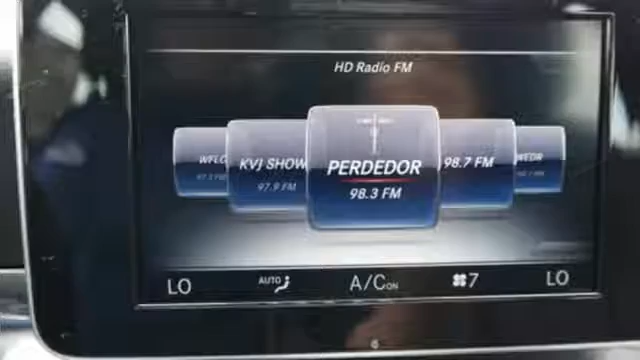 HD Radio FM
KVJ SHOW
97.9 FM
PERDEDOR
98.3 FM
98.7 FM
LO
AUTO
A/C ON
7
LO